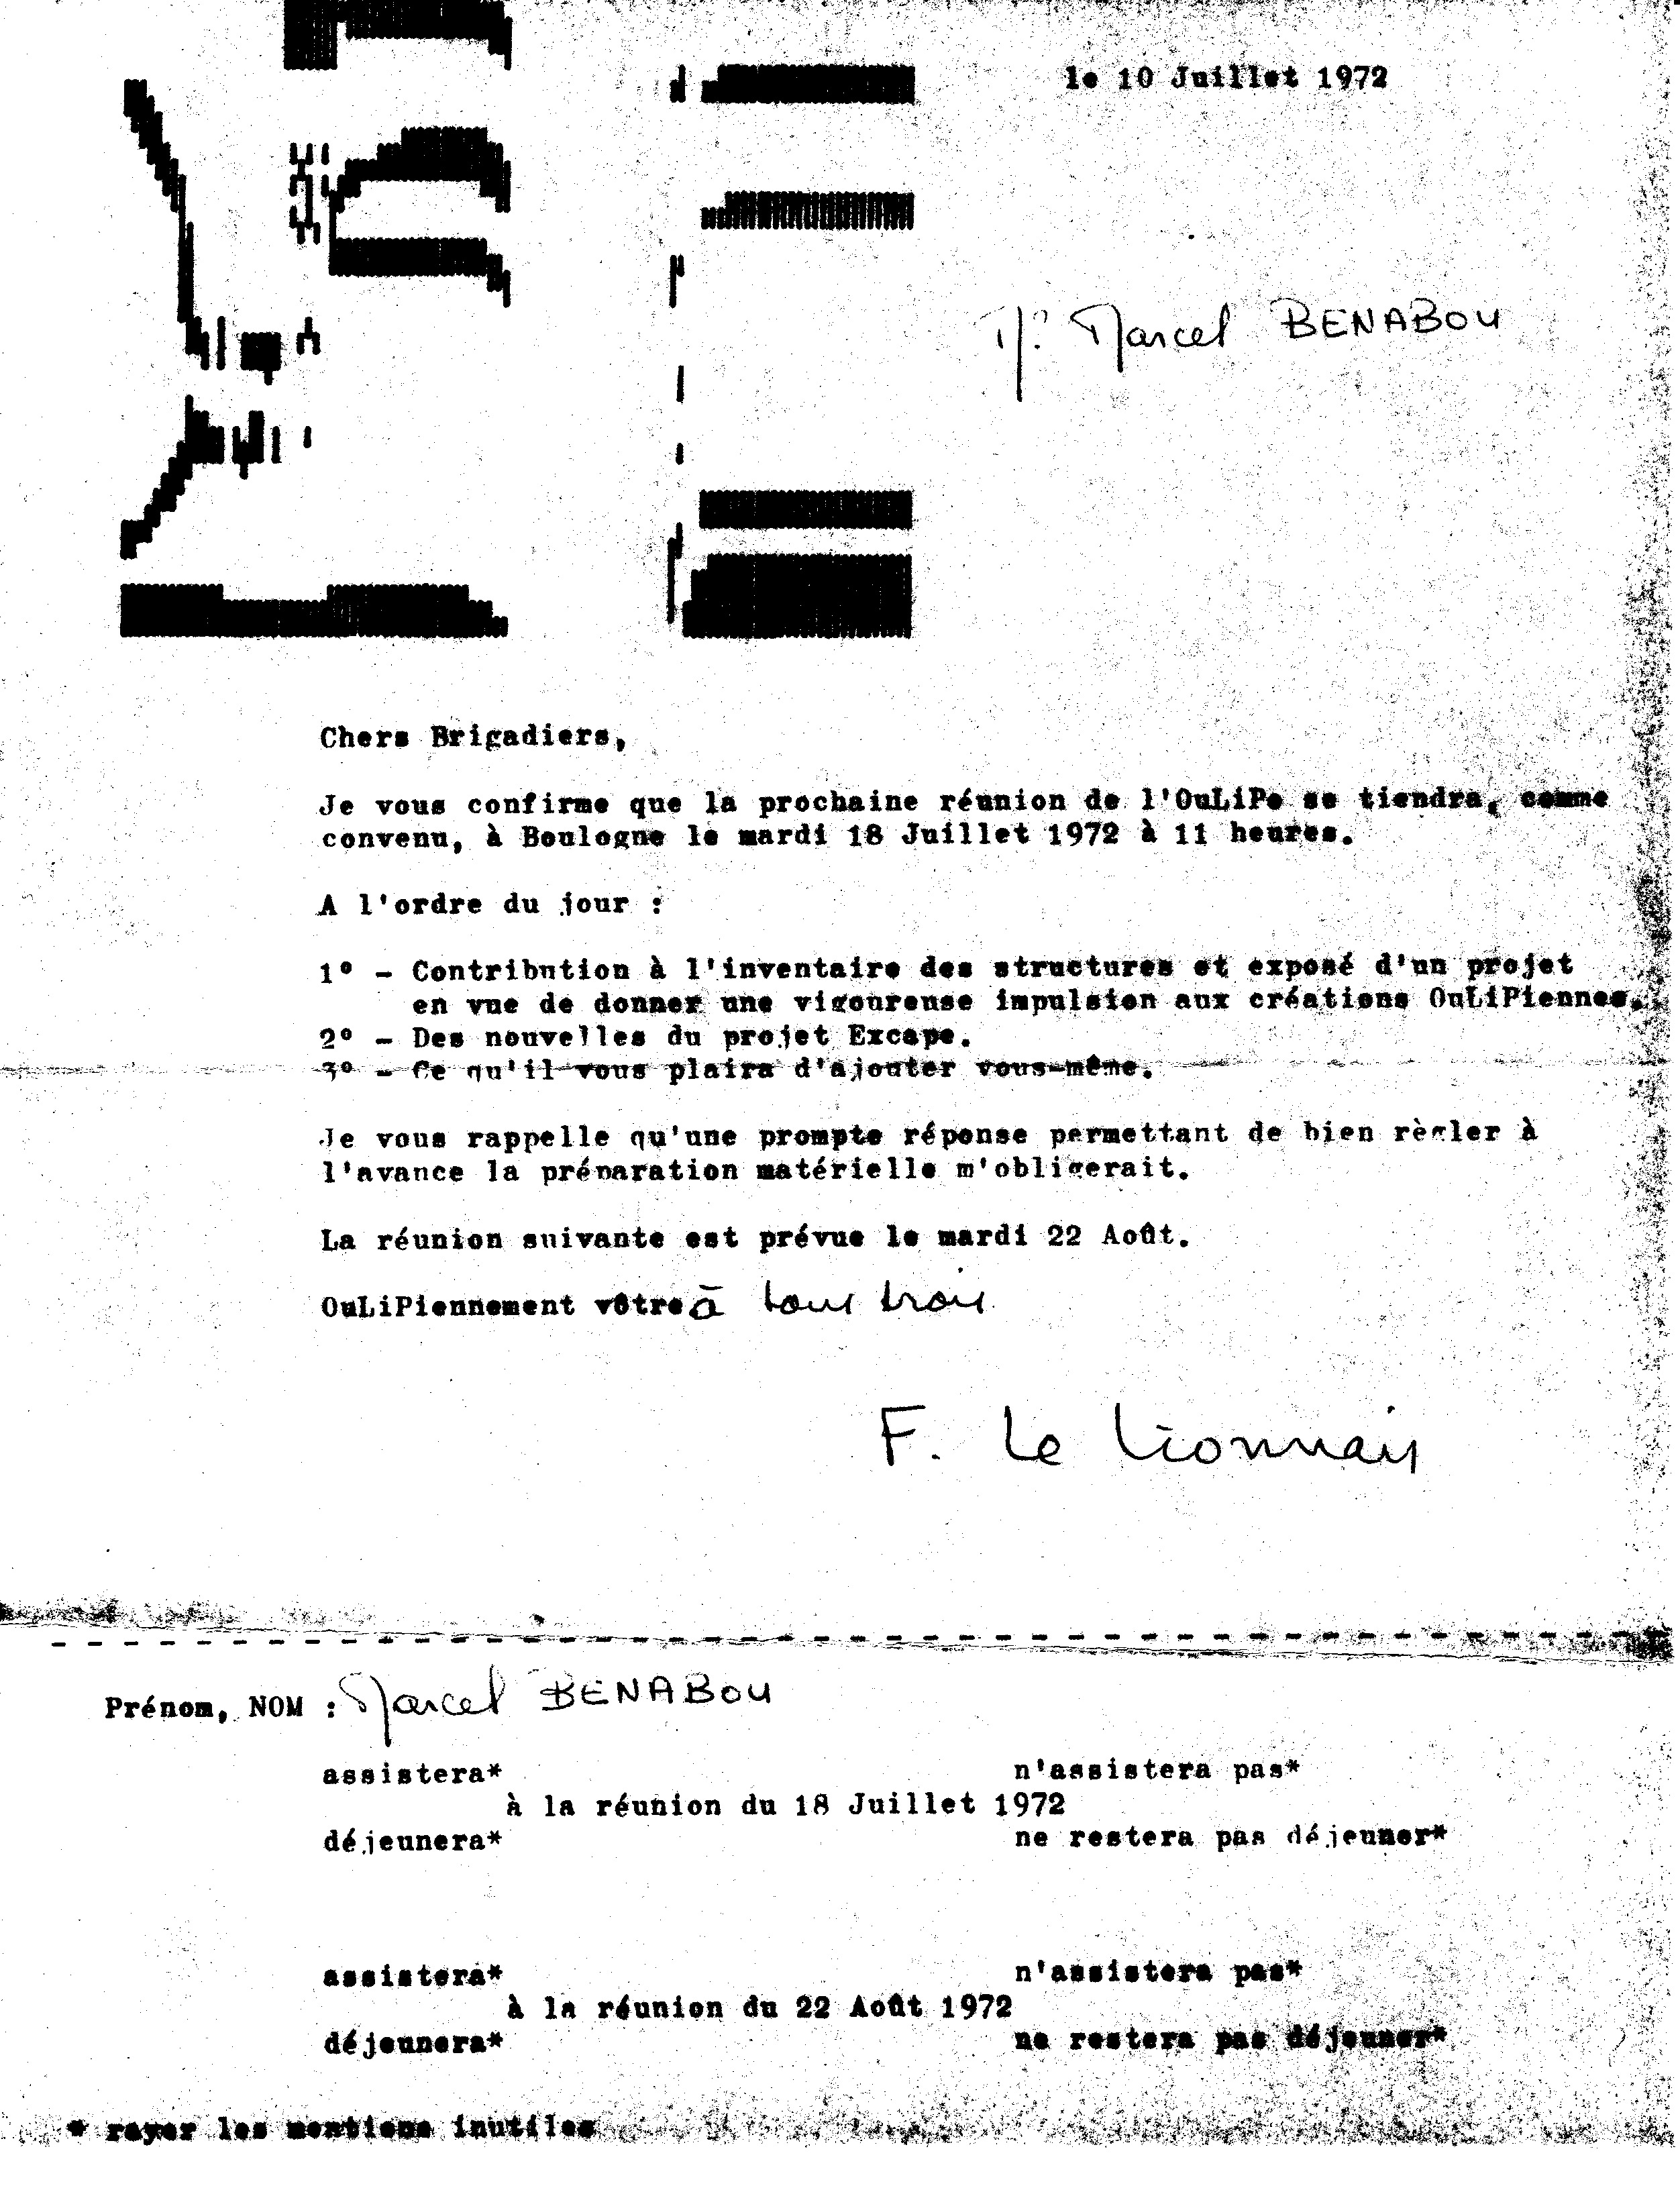 le 10 Juillet 1972
Mr Marcel BENABOU
Chers Brigadiers,
Je vous confirme que la prochaine réunion de l'OuLiPo se tiendra, comme
convenu, à Boulogne le mardi 18 Juillet 1972 à 11 heures.
A l'ordre du jour :
1° - Contribution à l'inventaire des structures et exposé d'un projet
en vue de donner une vigoureuse impulsion aux créations OuLiPiennes.
2° - Des nouvelles du projet Excape.
3° - Ce qu'il vous plaira d'ajouter vous-même.
Je vous rappelle qu'une prompte réponse permettant de bien règler à
l'avance la préparation matérielle m'obligerait.
La réunion suivante est prévue le mardi 22 Août.
OuLiPiennement vôtre à tous trois
F. Le Lionnais
Prénom, NOM : Marcel BENABOU
assistera* n'assistera pas*
à la réunion du 18 Juillet 1972
déjeunera* ne restera pas déjeuner*
assistera* n'assistera pas*
à la réunion du 22 Août 1972
déjeunera* ne restera pas déjeuner*
* rayer les mentions inutiles